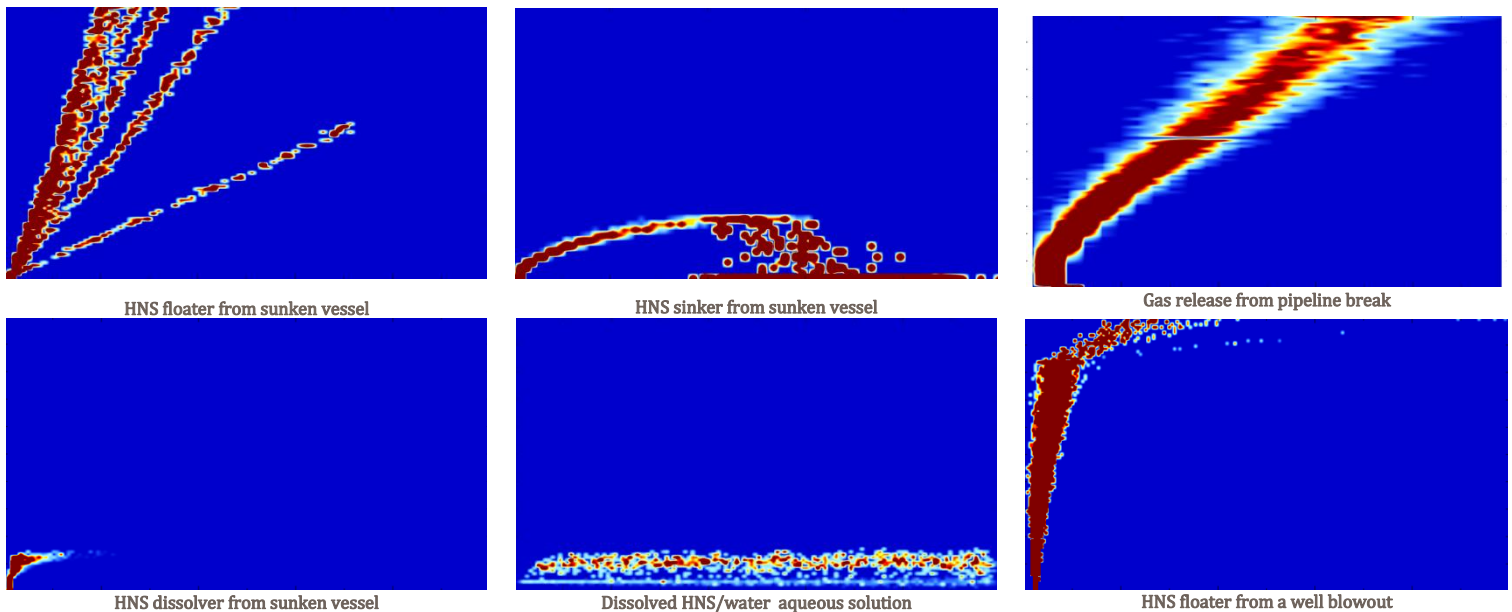 HNS floater from sunken vessel
HNS sinker from sunken vessel
Gas release from pipeline break
HNS dissolver from sunken vessel
Dissolved HNS/water aqueous solution
HNS floater from a well blowout